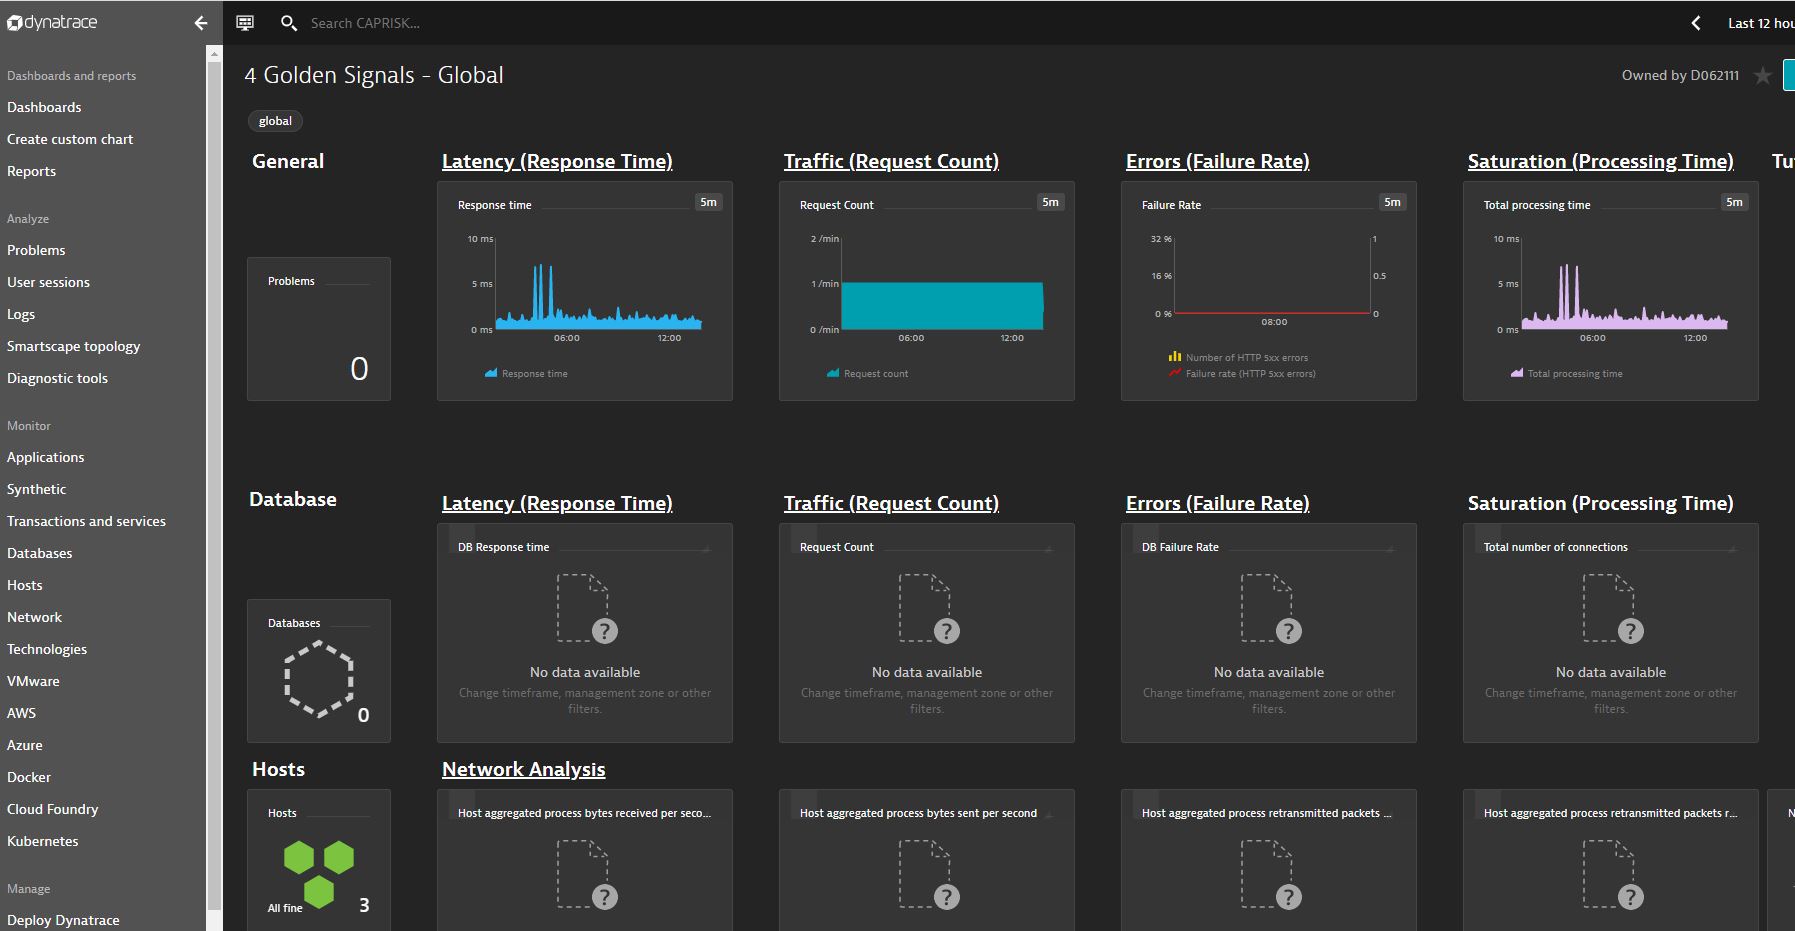 dynatrace
Search CAPRISK...
Last 12 hou
Dashboards and reports
Dashboards
Create custom chart
Reports
Analyze
Problems
User sessions
Logs
Smartscape topology
Diagnostic tools
Monitor
Applications
Synthetic
Transactions and services
Databases
Hosts
Network
Technologies
VMware
AWS
Azure
Docker
Cloud Foundry
Kubernetes
Manage
Deploy Dynatrace
4 Golden Signals - Global
Owned by D062111
global
General
Problems
0
Latency (Response Time)
Response time
5m
10 ms
5 ms
0 ms
06:00 12:00
Response time
Traffic (Request Count)
Request Count
5m
2 /min
1 /min
0 /min
06:00 12:00
Request count
Errors (Failure Rate)
Failure Rate
5m
32 %
1
16 %
0.5
0 %
0
08:00
Number of HTTP 5xx errors
Failure rate (HTTP 5xx errors)
Saturation (Processing Time)
Total processing time
5m
10 ms
5 ms
0 ms
06:00 12:00
Total processing time
Tu
Database
Databases
0
Latency (Response Time)
DB Response time
?
No data available
Change timeframe, management zone or other
filters.
Traffic (Request Count)
Request Count
?
No data available
Change timeframe, management zone or other
filters.
Errors (Failure Rate)
DB Failure Rate
?
No data available
Change timeframe, management zone or other
filters.
Saturation (Processing Time)
Total number of connections
?
No data available
Change timeframe, management zone or other
filters.
Hosts
Hosts
All fine
3
Network Analysis
Host aggregated process bytes received per seco...
?
Host aggregated process bytes sent per second
?
Host aggregated process retransmitted packets ...
?
Host aggregated process retransmitted packets r...
?
N